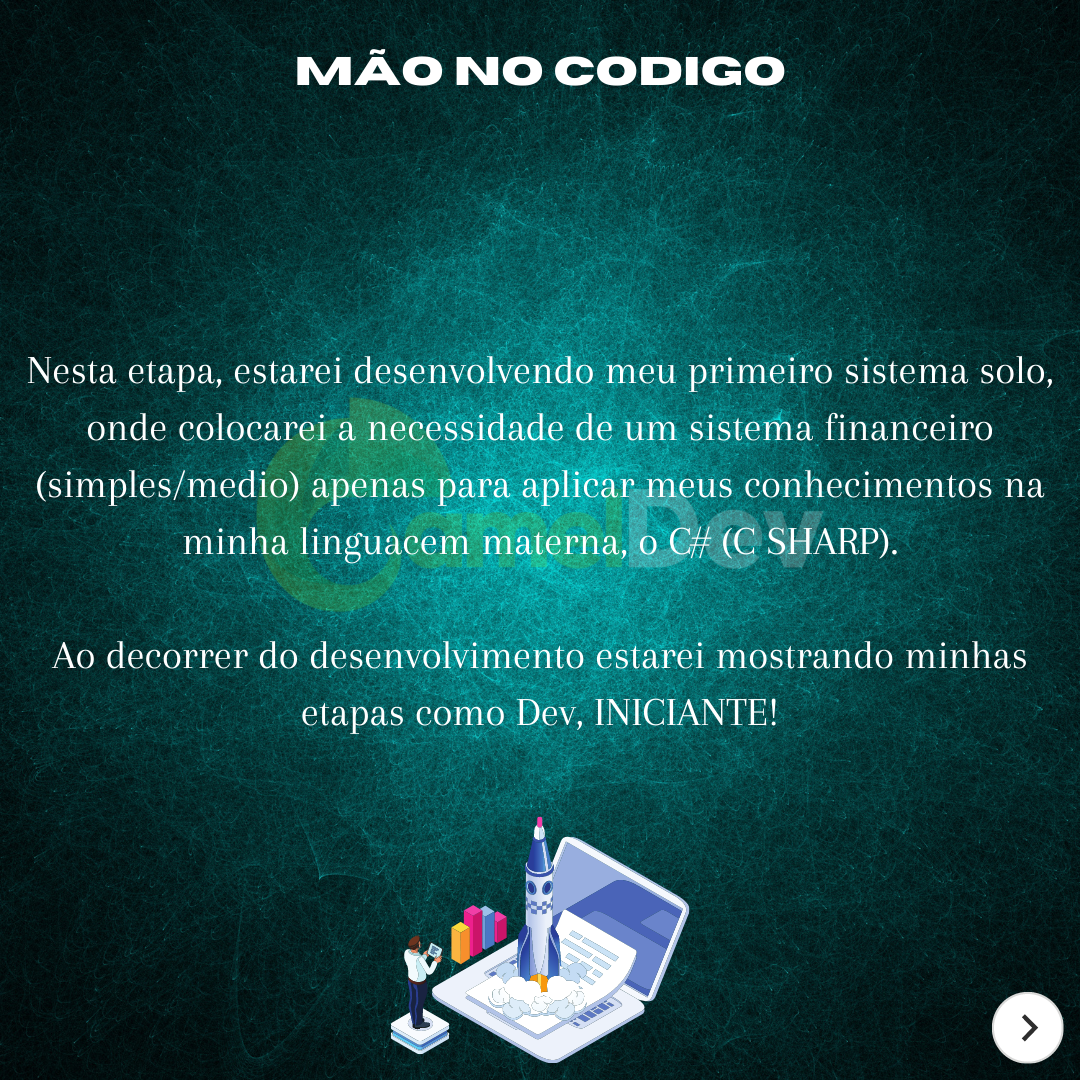 MÃO NO CODIGO
Nesta etapa, estarei desenvolvendo meu primeiro sistema solo,
onde colocarei a necessidade de um sistema financeiro
(simples/medio) apenas para aplicar meus conhecimentos na
minha linguacem materna, o C# (C SHARP).
CamelDev
Ao decorrer do desenvolvimento estarei mostrando minhas
etapas como Dev, INICIANTE!